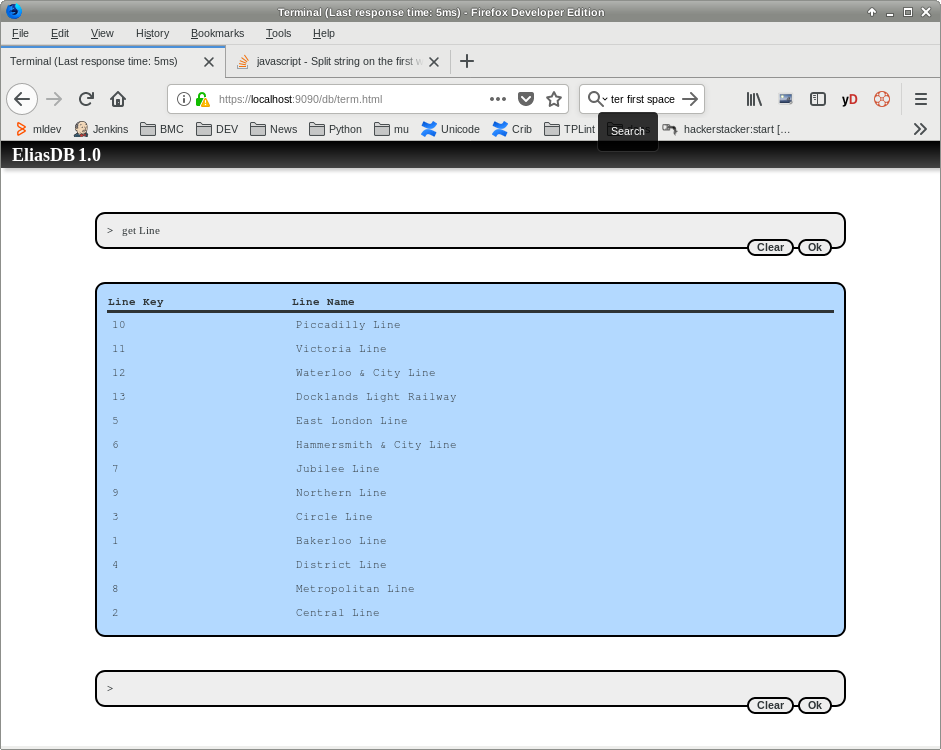 Terminal (Last response time: 5ms) - Firefox Developer Edition
File Edit View History Bookmarks Tools Help
Terminal (Last response time: 5ms)
javascript - Split string on the first
https://localhost:9090/db/term.html
ter first space
yD
mldev Jenkins BMC DEV News Python mu Unicode Crib TPLint hackerstacker:start [...
Search
EliasDB 1.0
> get Line
Clear Ok
Line Key Line Name
10 Piccadilly Line
11 Victoria Line
12 Waterloo & City Line
13 Docklands Light Railway
5 East London Line
6 Hammersmith & City Line
7 Jubilee Line
9 Northern Line
3 Circle Line
1 Bakerloo Line
4 District Line
8 Metropolitan Line
2 Central Line
>
Clear Ok